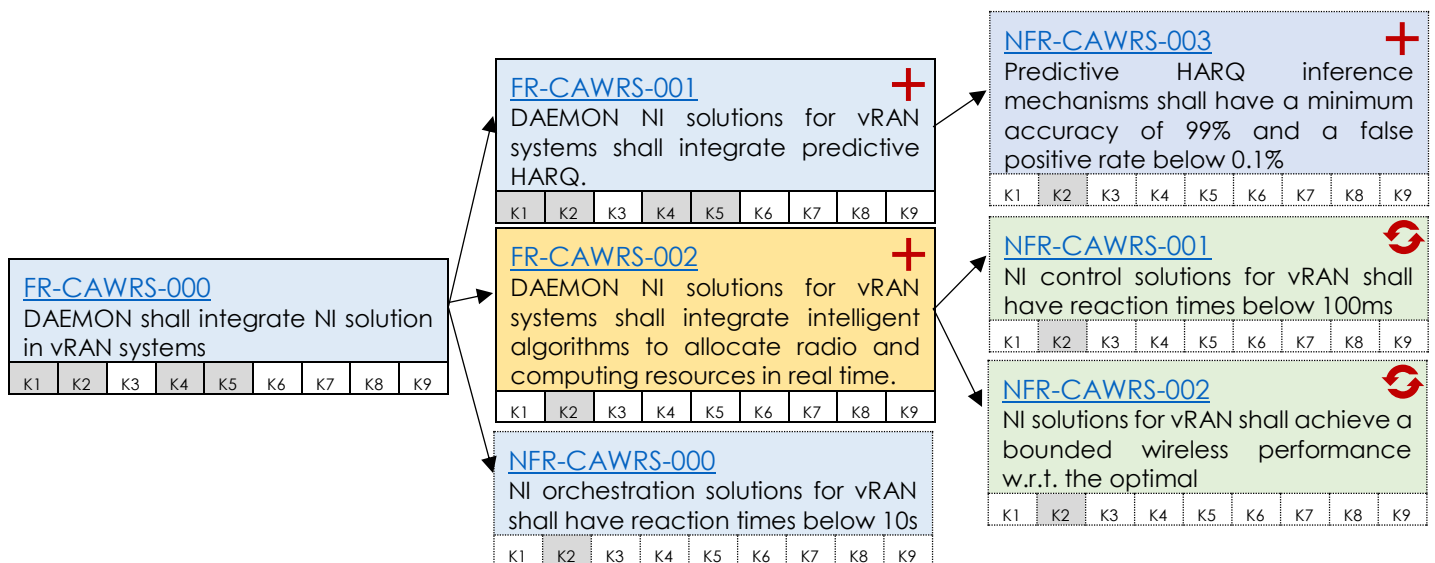 FR-CAWRS-000
DAEMON shall integrate NI solution
in vRAN systems
K1 K2 K3 K4 K5 K6 K7 K8 K9
FR-CAWRS-001
DAEMON NI solutions for vRAN
systems shall integrate predictive
HARQ.
K1 K2 K3 K4 K5 K6 K7 K8 K9
FR-CAWRS-002
DAEMON NI solutions for vRAN
systems shall integrate intelligent
algorithms to allocate radio and
computing resources in real time.
K1 K2 K3 K4 K5 K6 K7 K8 K9
NFR-CAWRS-000
NI orchestration solutions for vRAN
shall have reaction times below 10s
K1 K2 K3 K4 K5 K6 K7 K8 K9
NFR-CAWRS-003
Predictive HARQ inference
mechanisms shall have a minimum
accuracy of 99% and a false
positive rate below 0.1%
K1 K2 K3 K4 K5 K6 K7 K8 K9
NFR-CAWRS-001
NI control solutions for vRAN shall
have reaction times below 100ms
K1 K2 K3 K4 K5 K6 K7 K8 K9
NFR-CAWRS-002
NI solutions for vRAN shall achieve a
bounded wireless performance
w.r.t. the optimal
K1 K2 K3 K4 K5 K6 K7 K8 K9